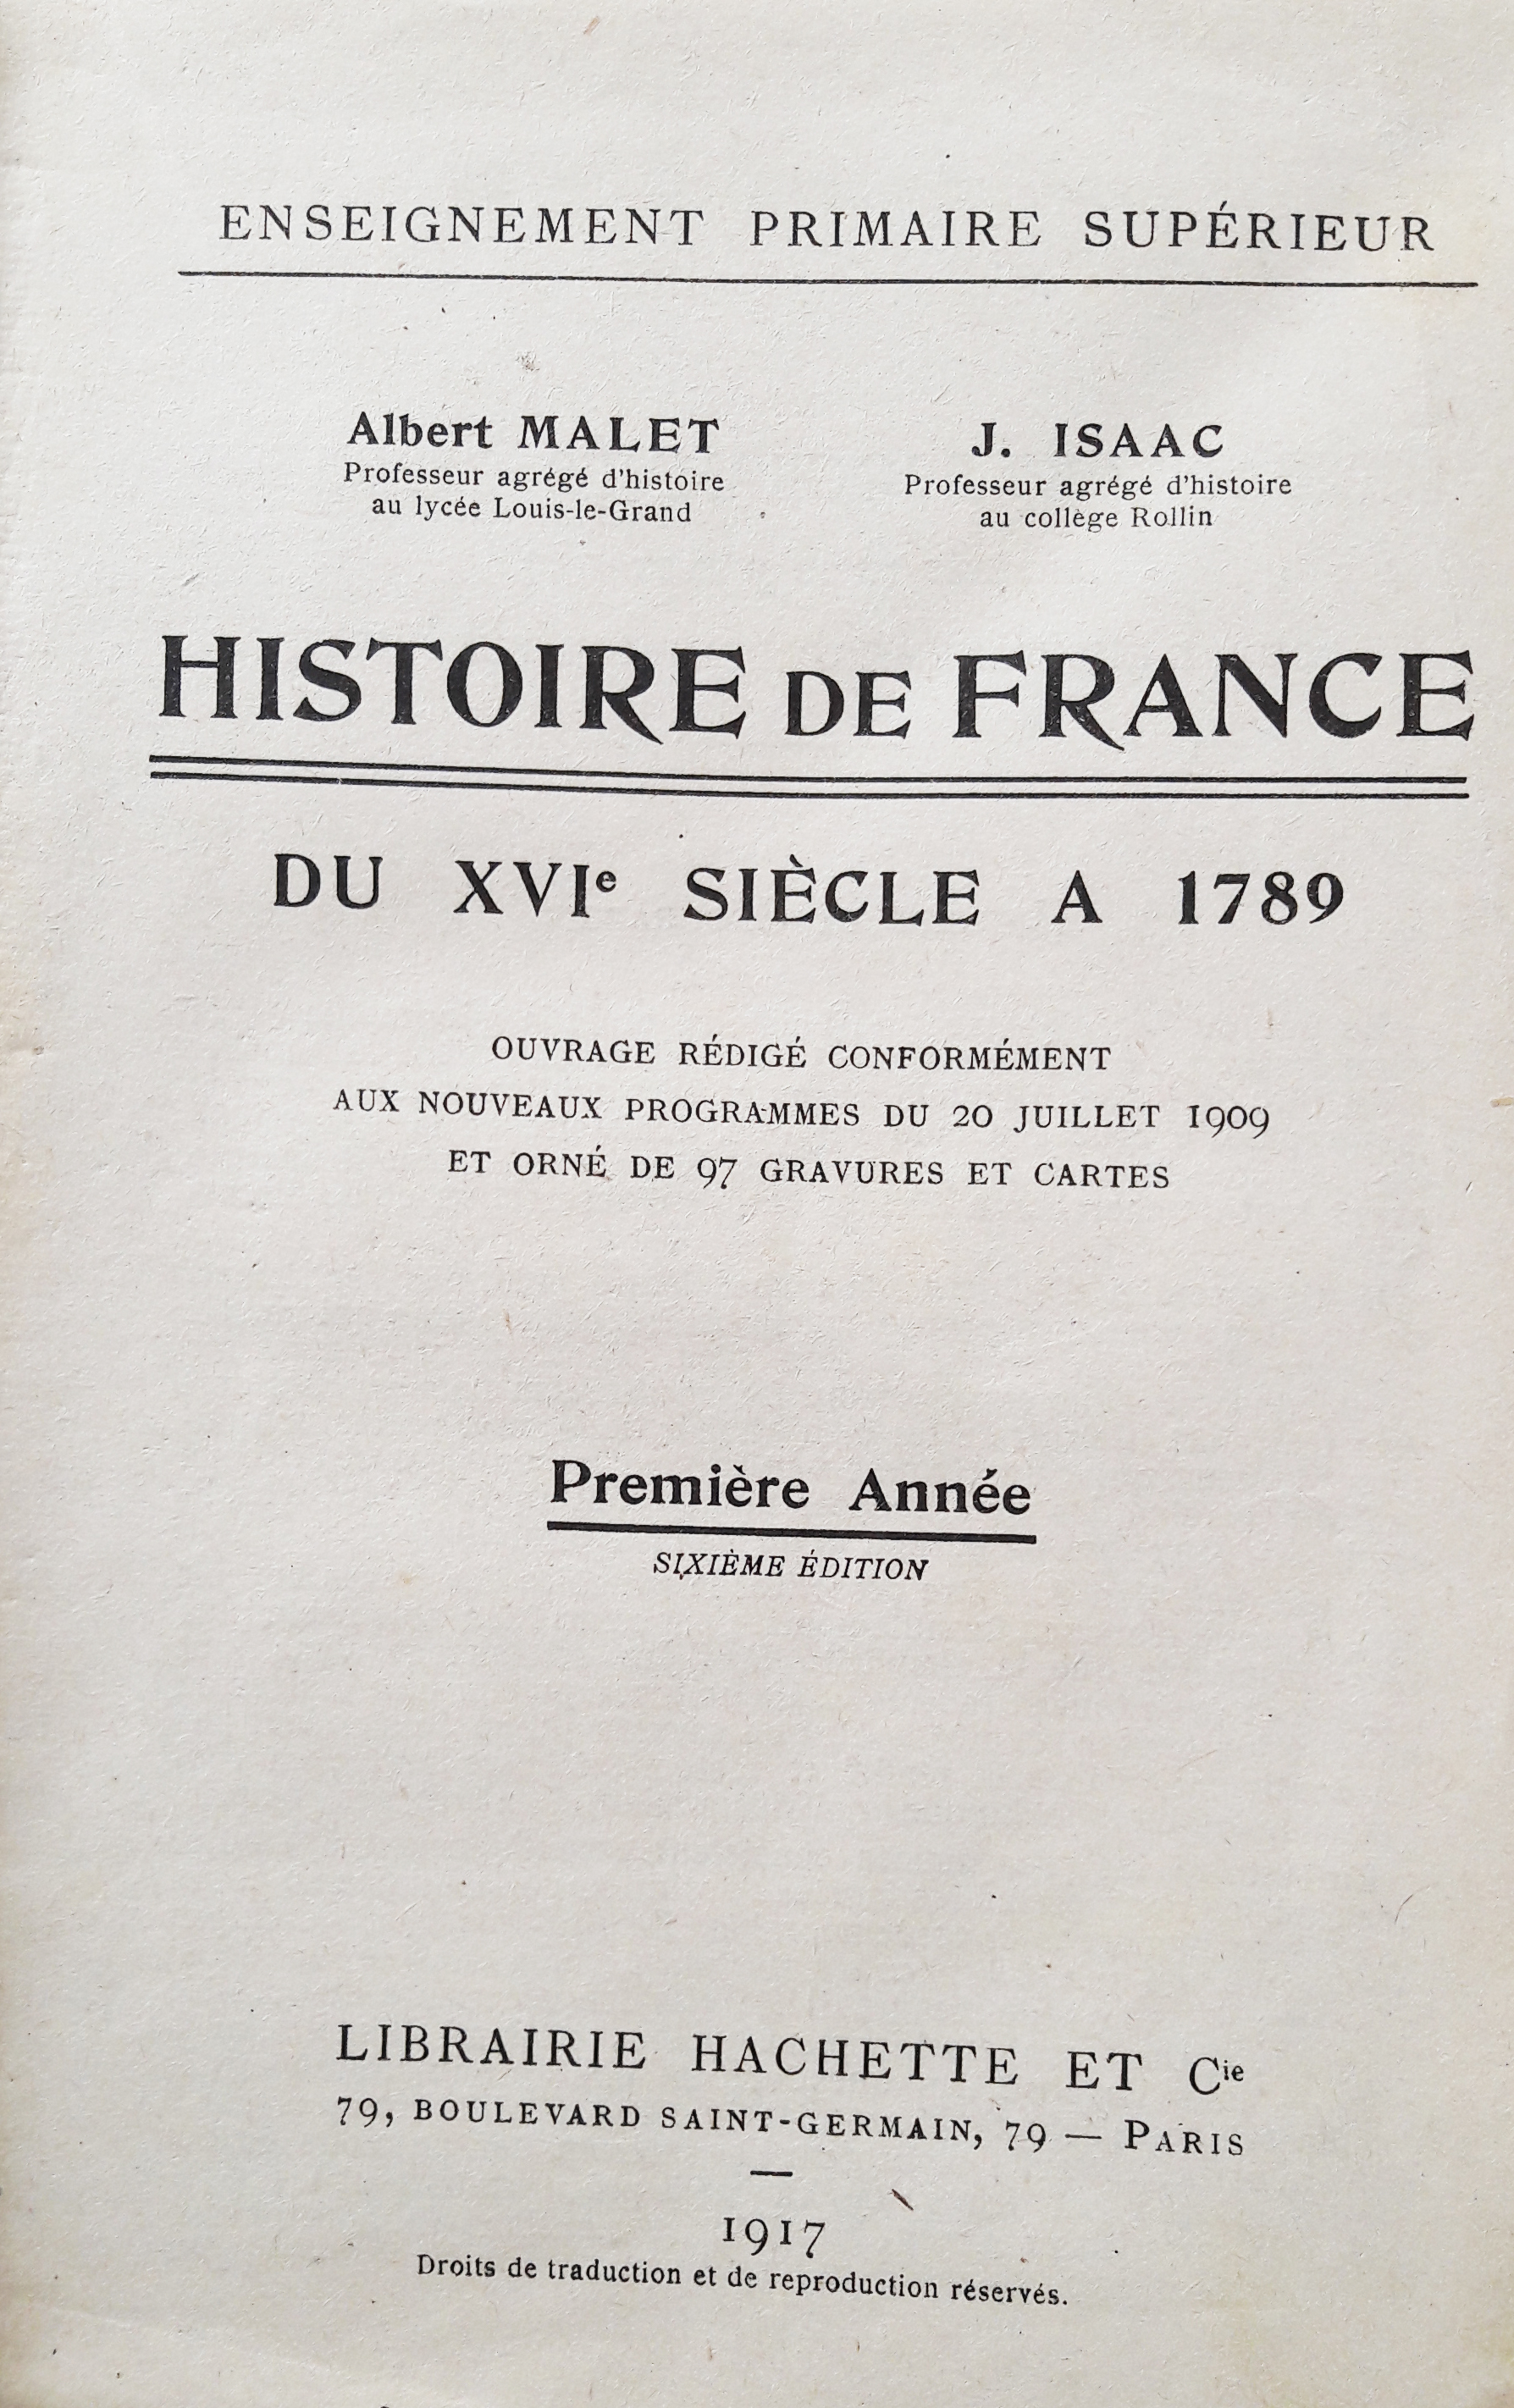 ENSEIGNEMENT PRIMAIRE SUPÉRIEUR
Albert MALET
Professeur agrégé d'histoire
au lycée Louis-le-Grand
J. ISAAC
Professeur agrégé d'histoire
au collège Rollin
HISTOIRE DE FRANCE
DU XVIe SIÈCLE A 1789
OUVRAGE RÉDIGÉ CONFORMÉMENT
AUX NOUVEAUX PROGRAMMES DU 20 JUILLET 1909
ET ORNÉ DE 97 GRAVURES ET CARTES
Première Année
SIXIÈME ÉDITION
LIBRAIRIE HACHETTE ET Cie
79, BOULEVARD SAINT-GERMAIN, 79 — PARIS
1917
Droits de traduction et de reproduction réservés.